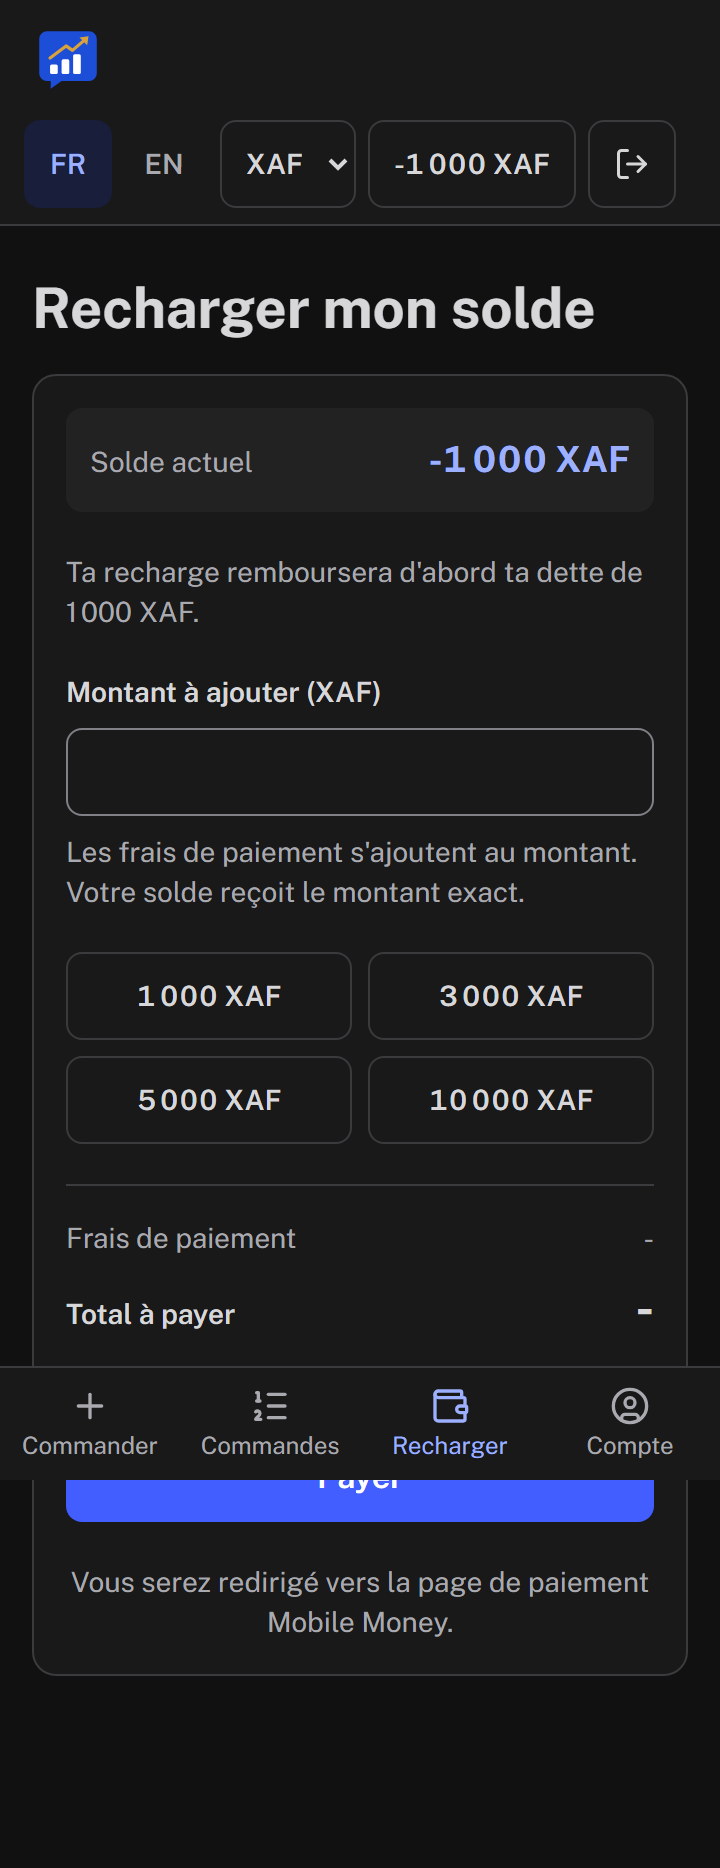 FR EN XAF -1 000 XAF
Recharger mon solde
Solde actuel -1 000 XAF
Ta recharge remboursera d'abord ta dette de
1 000 XAF.
Montant à ajouter (XAF)
Les frais de paiement s'ajoutent au montant.
Votre solde reçoit le montant exact.
1 000 XAF 3 000 XAF
5 000 XAF 10 000 XAF
Frais de paiement -
Total à payer -
Commander Commandes Recharger Compte
Payer
Vous serez redirigé vers la page de paiement
Mobile Money.